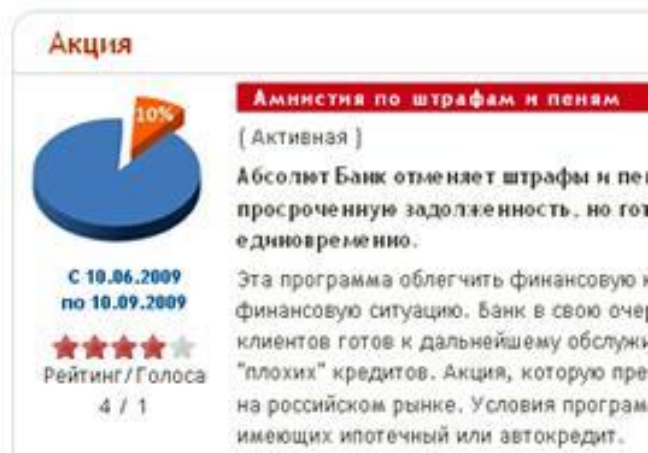 Акция
10%
Амнистия по штрафам и пеням
( Активная )
Абсолют Банк отменяет штрафы и пен
просроченную задолженность, но гот
единовременно.
С 10.06.2009
по 10.09.2009
Рейтинг/Голоса
4 / 1
Эта программа облегчить финансовую к
финансовую ситуацию. Банк в свою очер
клиентов готов к дальнейшему обслужи
"плохих" кредитов. Акция, которую пре
на российском рынке. Условия програм
имеющих ипотечный или автокредит.